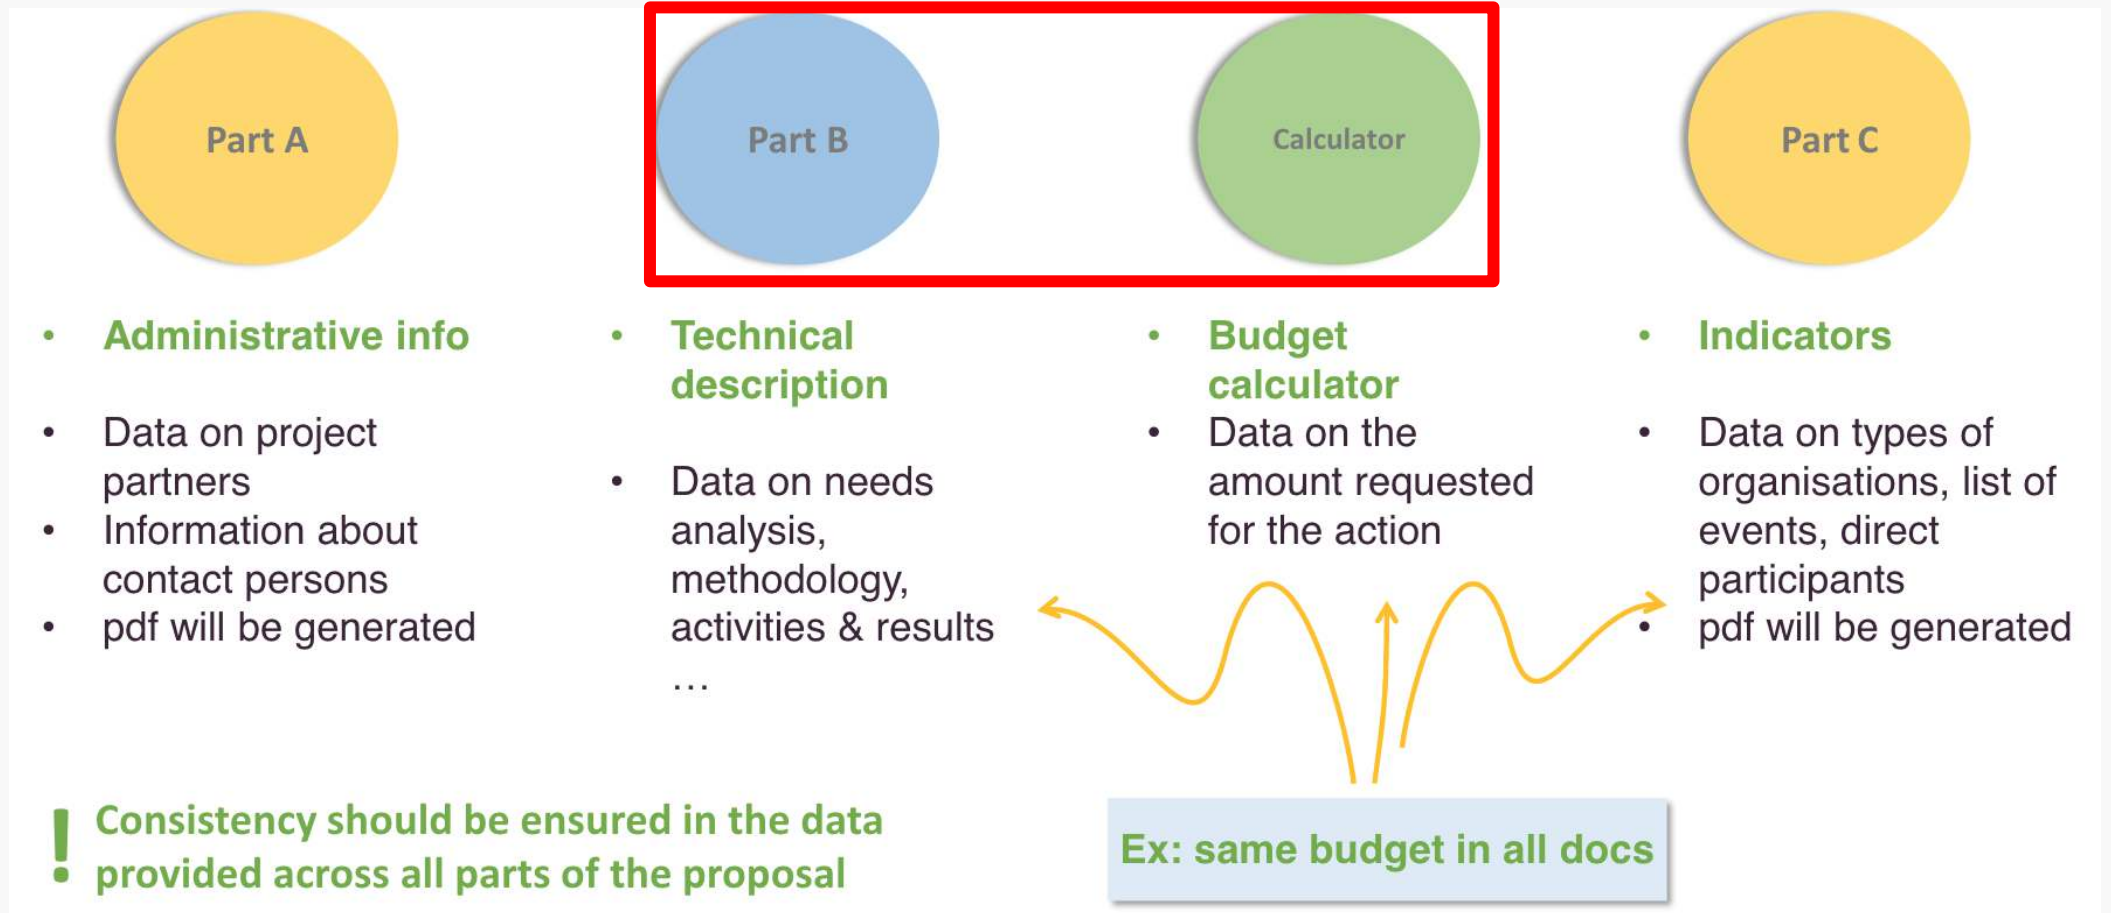 Part A
Part B
Calculator
Part C
• Administrative info
• Data on project
partners
• Information about
contact persons
• pdf will be generated
• Technical
description
• Data on needs
analysis,
methodology,
activities & results
…
• Budget
calculator
• Data on the
amount requested
for the action
• Indicators
• Data on types of
organisations, list of
events, direct
participants
• pdf will be generated
! Consistency should be ensured in the data
provided across all parts of the proposal
Ex: same budget in all docs